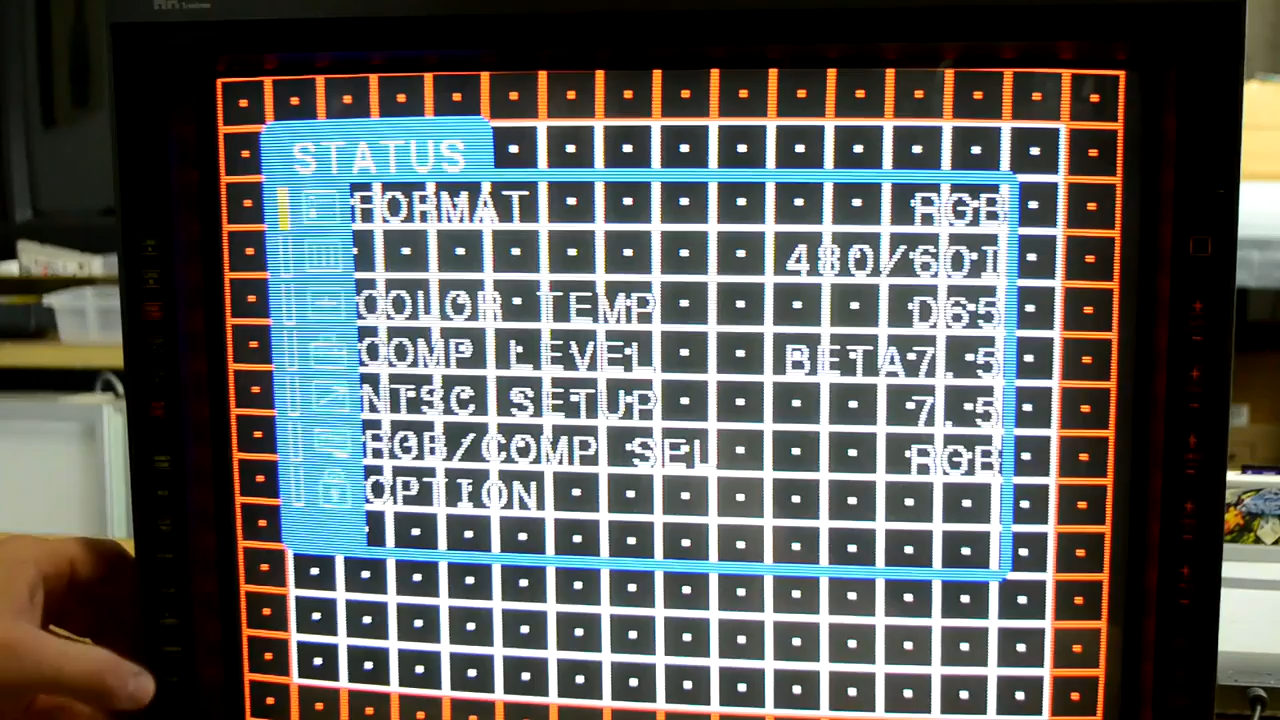 STATUS
FORMAT RGB
480/60I
COLOR TEMP D65
COMP LEVEL BETA7.5
NTSC SETUP 7.5
RGB/COMP SEL RGB
OPTION